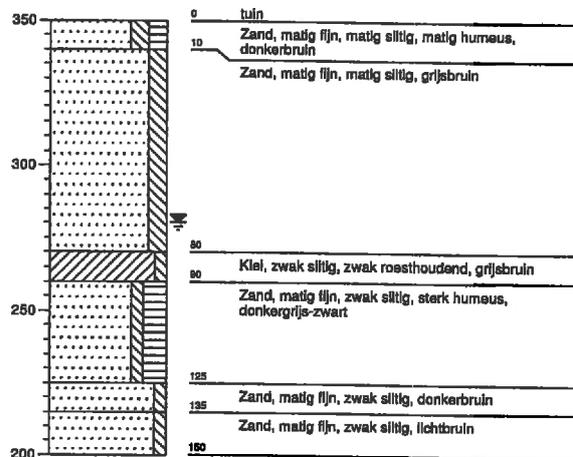 350
0 tuin
Zand, matig fijn, matig siltig, matig humeus,
donkerbruin
10
Zand, matig fijn, matig siltig, grijsbruin
300
80
Klei, zwak siltig, zwak roesthoudend, grijsbruin
90
Zand, matig fijn, zwak siltig, sterk humeus,
donkergrijs-zwart
250
125
Zand, matig fijn, zwak siltig, donkerbruin
135
Zand, matig fijn, zwak siltig, lichtbruin
200
150